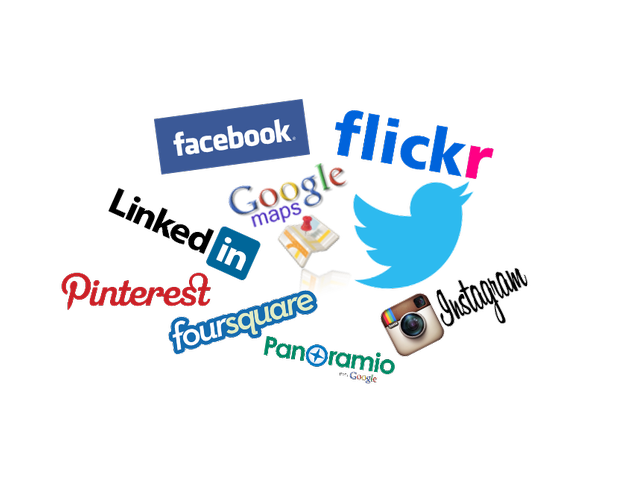 facebook
flickr
Google
maps
Linked in
Pinterest
Instagram
foursquare
Panoramio
Google